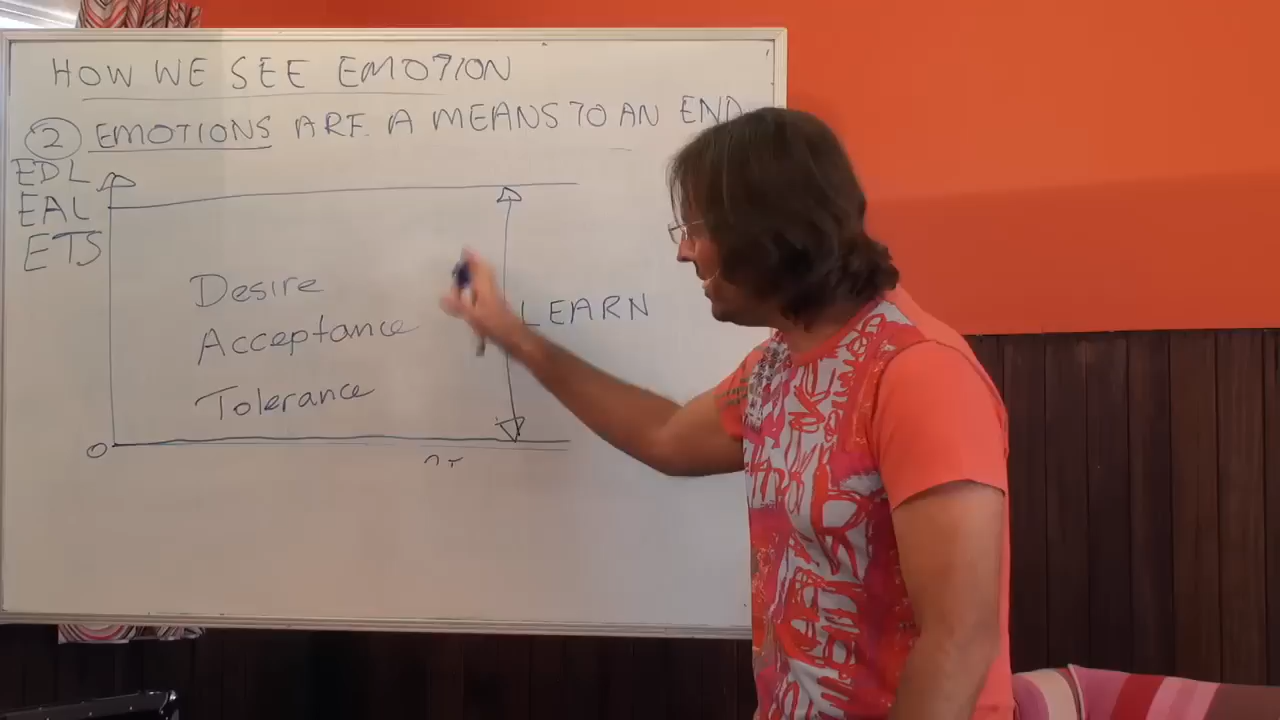 HOW WE SEE EMOTION
2 EMOTIONS ARE A MEANS TO AN END
EDL
EAL
ETS
Desire
LEARN
Acceptance
Tolerance
0